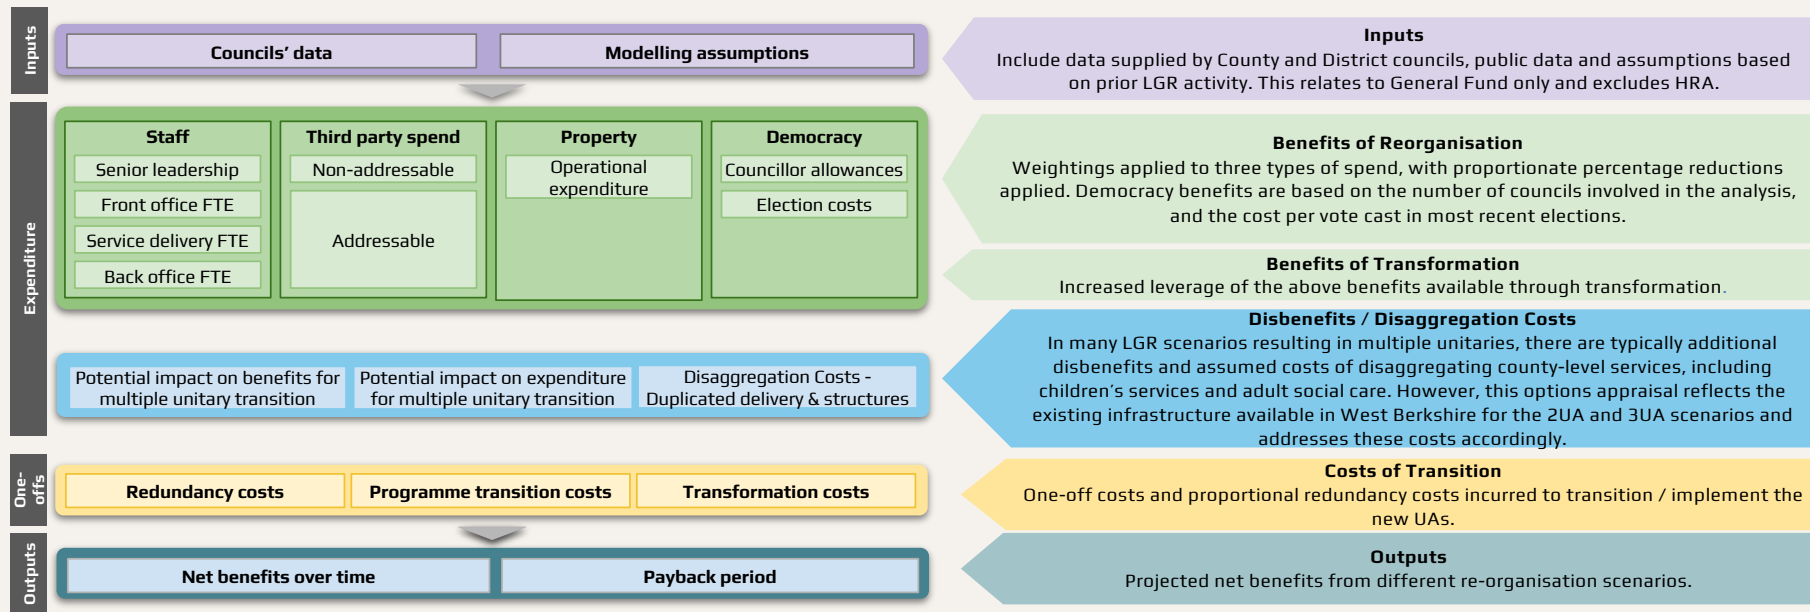 Inputs
Councils’ data
Modelling assumptions
Inputs
Include data supplied by County and District councils, public data and assumptions based
on prior LGR activity. This relates to General Fund only and excludes HRA.
Expenditure
Staff
Senior leadership
Front office FTE
Service delivery FTE
Back office FTE
Third party spend
Non-addressable
Addressable
Property
Operational
expenditure
Democracy
Councillor allowances
Election costs
Benefits of Reorganisation
Weightings applied to three types of spend, with proportionate percentage reductions
applied. Democracy benefits are based on the number of councils involved in the analysis,
and the cost per vote cast in most recent elections.
Benefits of Transformation
Increased leverage of the above benefits available through transformation.
Potential impact on benefits for
multiple unitary transition
Potential impact on expenditure
for multiple unitary transition
Disaggregation Costs -
Duplicated delivery & structures
Disbenefits / Disaggregation Costs
In many LGR scenarios resulting in multiple unitaries, there are typically additional
disbenefits and assumed costs of disaggregating county-level services, including
children’s services and adult social care. However, this options appraisal reflects the
existing infrastructure available in West Berkshire for the 2UA and 3UA scenarios and
addresses these costs accordingly.
One-
offs
Redundancy costs
Programme transition costs
Transformation costs
Costs of Transition
One-off costs and proportional redundancy costs incurred to transition / implement the
new UAs.
Outputs
Net benefits over time
Payback period
Outputs
Projected net benefits from different re-organisation scenarios.